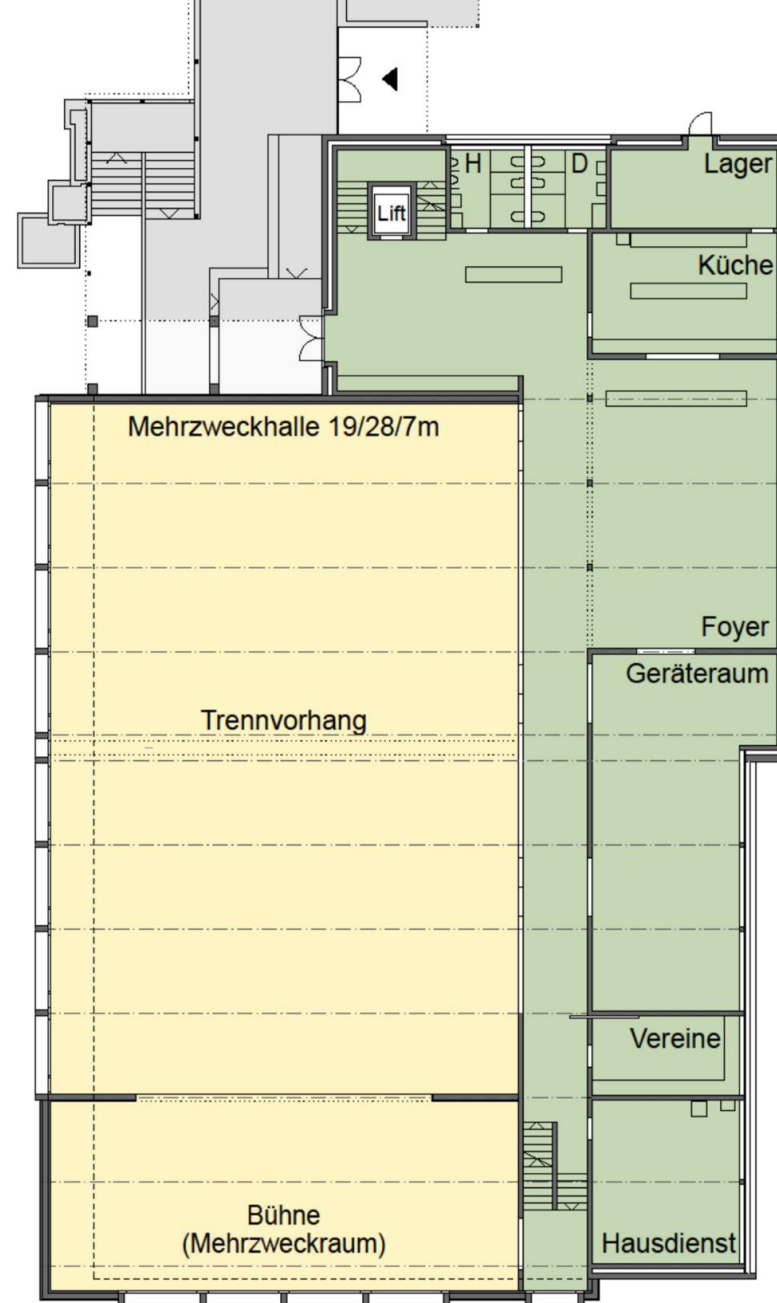 H
D
Lager
Lift
Küche
Mehrzweckhalle 19/28/7m
Foyer
Geräteraum
Trennvorhang
Vereine
Bühne
(Mehrzweckraum)
Hausdienst